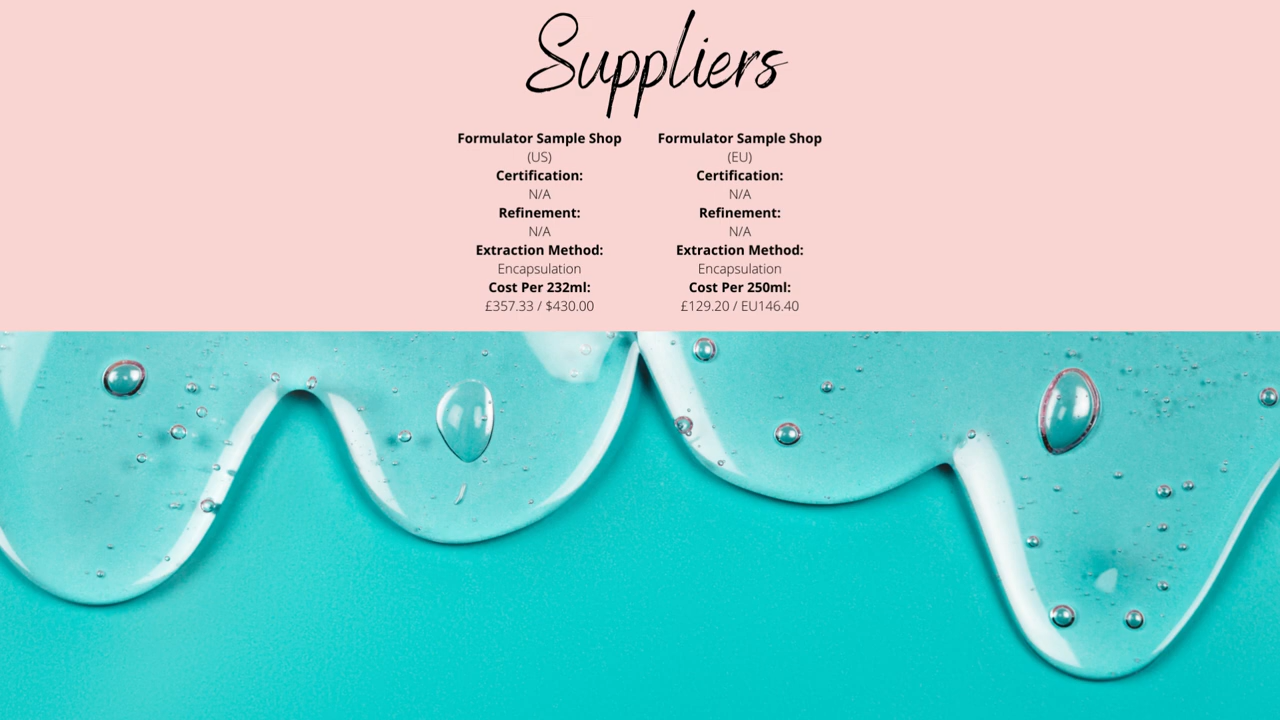 Suppliers
Formulator Sample Shop
(US)
Certification:
N/A
Refinement:
N/A
Extraction Method:
Encapsulation
Cost Per 232ml:
£357.33 / $430.00
Formulator Sample Shop
(EU)
Certification:
N/A
Refinement:
N/A
Extraction Method:
Encapsulation
Cost Per 250ml:
£129.20 / EU146.40